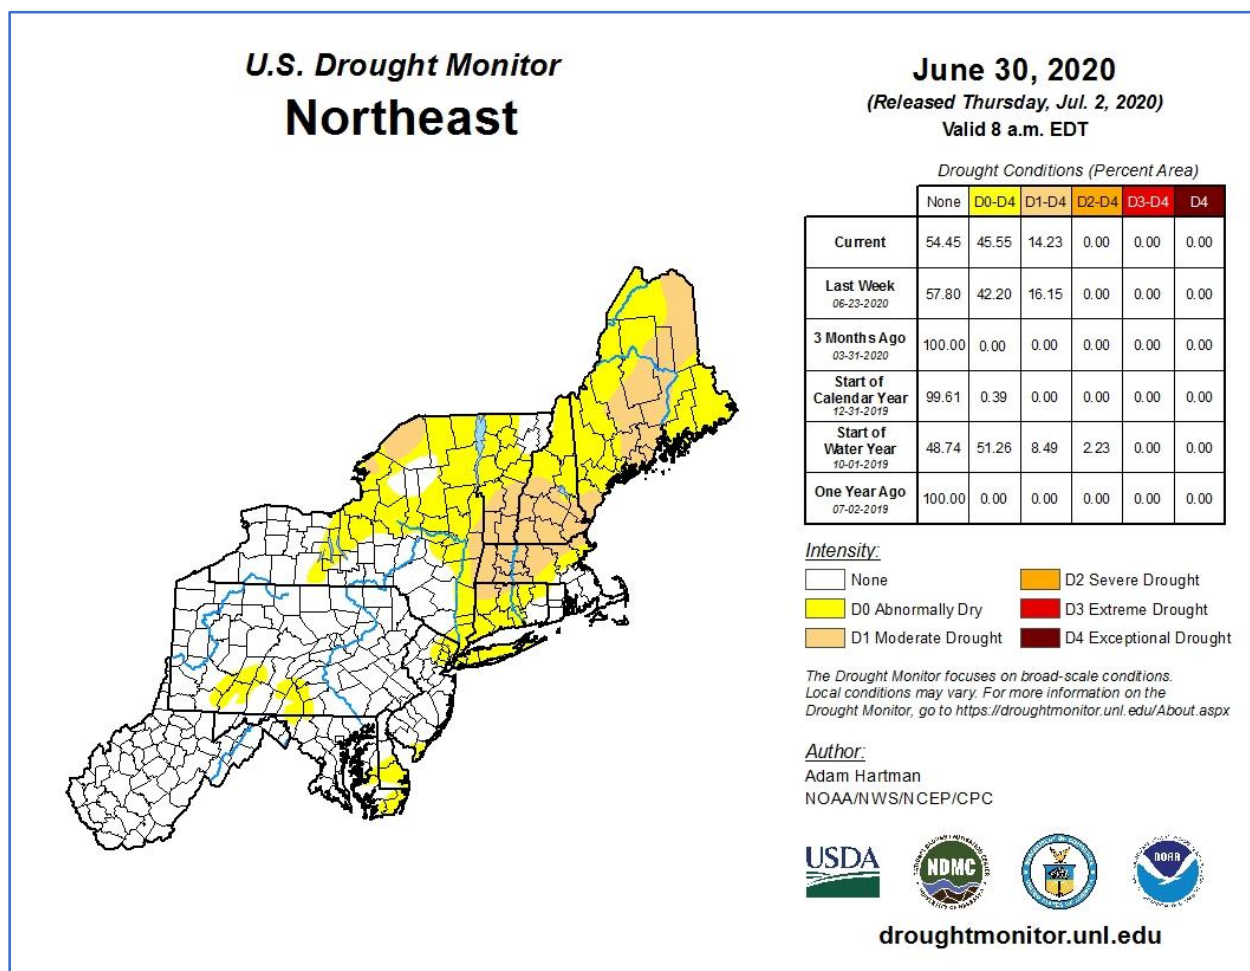 U.S. Drought Monitor
Northeast
June 30, 2020
(Released Thursday, Jul. 2, 2020)
Valid 8 a.m. EDT
Drought Conditions (Percent Area)
None D0-D4 D1-D4 D2-D4 D3-D4 D4
Current 54.45 45.55 14.23 0.00 0.00 0.00
Last Week
06-23-2020
57.80 42.20 16.15 0.00 0.00 0.00
3 Months Ago
03-31-2020
100.00 0.00 0.00 0.00 0.00 0.00
Start of
Calendar Year
12-31-2019
99.61 0.39 0.00 0.00 0.00 0.00
Start of
Water Year
10-01-2019
48.74 51.26 8.49 2.23 0.00 0.00
One Year Ago
07-02-2019
100.00 0.00 0.00 0.00 0.00 0.00
Intensity:
None
D0 Abnormally Dry
D1 Moderate Drought
D2 Severe Drought
D3 Extreme Drought
D4 Exceptional Drought
The Drought Monitor focuses on broad-scale conditions.
Local conditions may vary. For more information on the
Drought Monitor, go to https://droughtmonitor.unl.edu/About.aspx
Author:
Adam Hartman
NOAA/NWS/NCEP/CPC
USDA
NDMC
NOAA
droughtmonitor.unl.edu